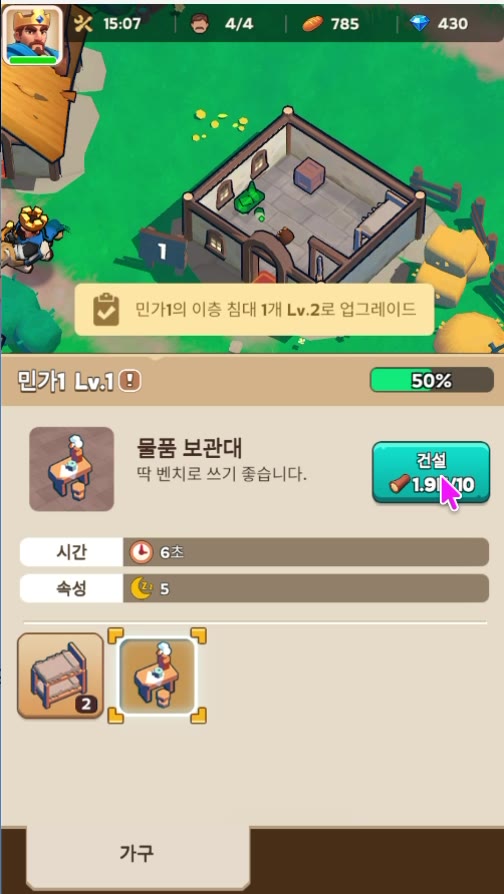 15:07
4/4
785
430
1
민가1의 이층 침대 1개 Lv.2로 업그레이드
민가1 Lv.1
50%
물품 보관대
딱 벤치로 쓰기 좋습니다.
건설
시간
6초
속성
5
2
가구